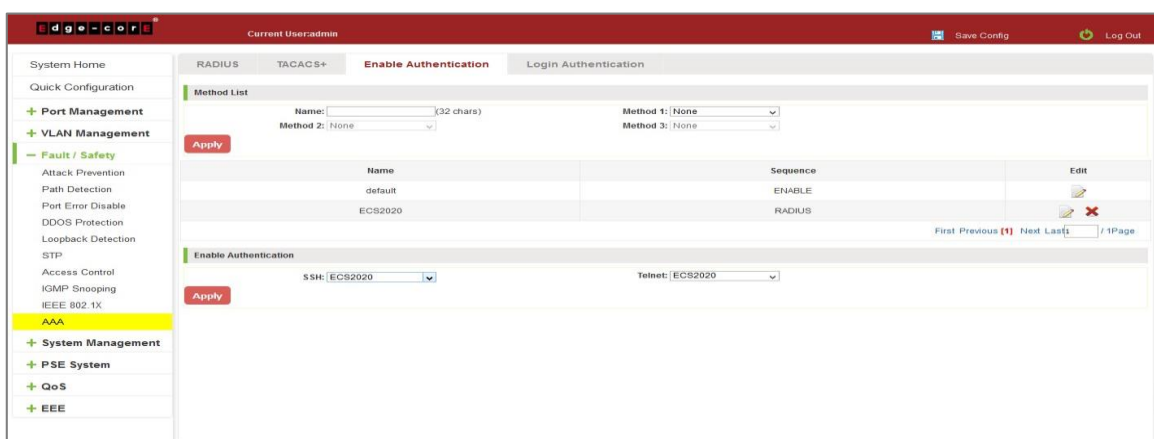 Edge-corE®
Current User:admin
Save Config
Log Out
System Home
Quick Configuration
+ Port Management
+ VLAN Management
− Fault / Safety
Attack Prevention
Path Detection
Port Error Disable
DDOS Protection
Loopback Detection
STP
Access Control
IGMP Snooping
IEEE 802.1X
AAA
+ System Management
+ PSE System
+ QoS
+ EEE
RADIUS TACACS+ Enable Authentication Login Authentication
Method List
Name: (32 chars) Method 1: None
Method 2: None Method 3: None
Apply
Name Sequence Edit
default ENABLE
ECS2020 RADIUS
First Previous [1] Next Last 1 / 1Page
Enable Authentication
SSH: ECS2020 Telnet: ECS2020
Apply